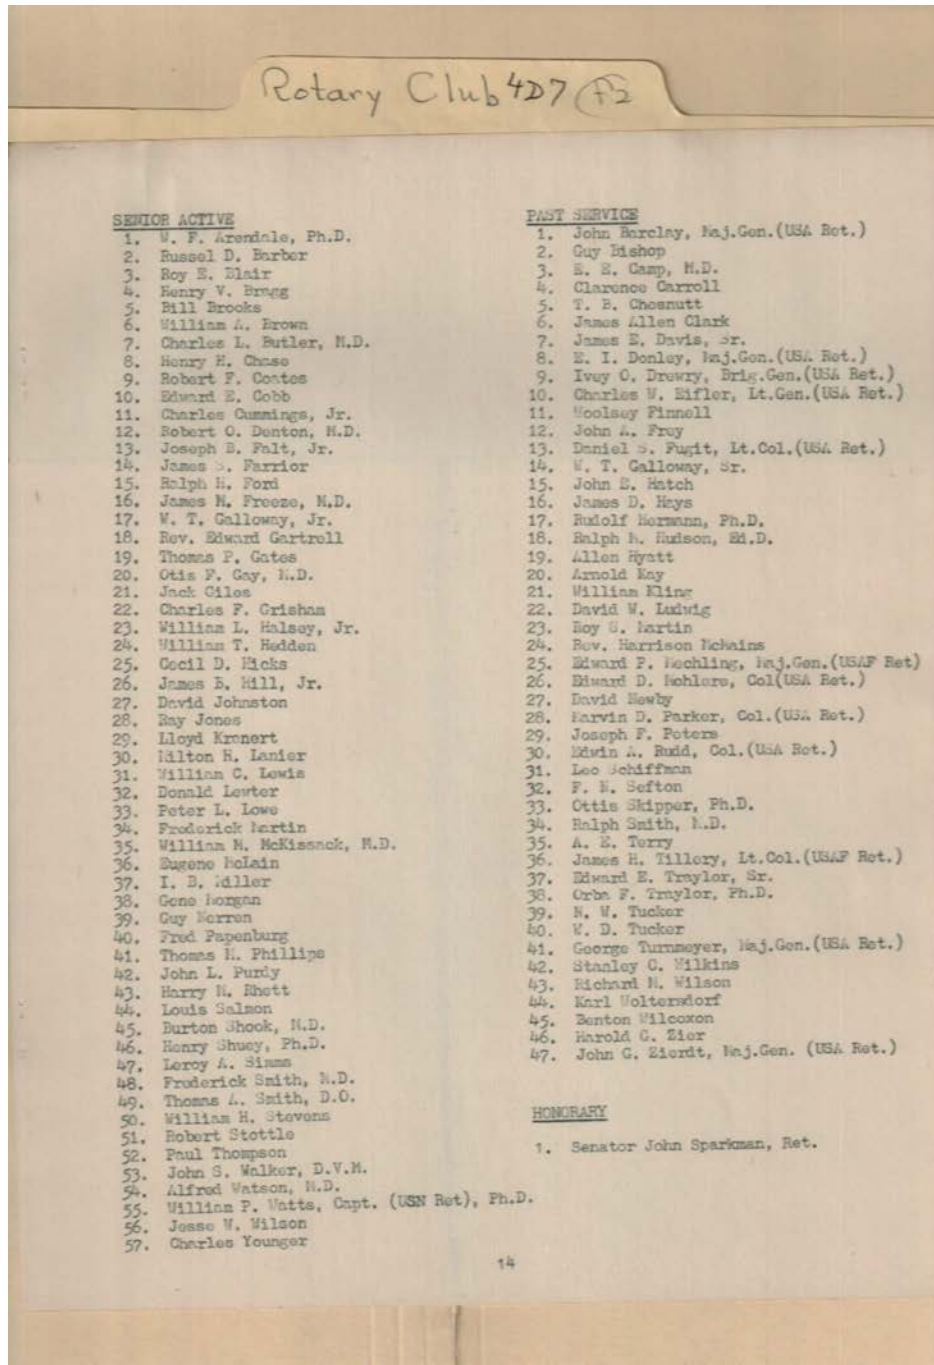 Rotary Club 4D7 F2
SENIOR ACTIVE
1. W. F. Arendale, Ph.D.
2. Russel D. Barber
3. Roy E. Blair
4. Henry V. Bragg
5. Bill Brooks
6. William A. Brown
7. Charles L. Butler, M.D.
8. Henry H. Chase
9. Robert F. Coates
10. Edward E. Cobb
11. Charles Cummings, Jr.
12. Robert O. Denton, M.D.
13. Joseph B. Falt, Jr.
14. James S. Farrior
15. Ralph H. Ford
16. James M. Freeze, M.D.
17. W. T. Galloway, Jr.
18. Rev. Edward Gartrell
19. Thomas P. Gates
20. Otis F. Gay, M.D.
21. Jack Giles
22. Charles F. Grisham
23. William L. Halsey, Jr.
24. William T. Hedden
25. Cecil D. Hicks
26. James B. Hill, Jr.
27. David Johnston
28. Ray Jones
29. Lloyd Kronert
30. Milton H. Lanier
31. William C. Lewis
32. Donald Lewter
33. Peter L. Lowe
34. Frederick Martin
35. William M. McKissack, M.D.
36. Eugene McLain
37. I. B. Miller
38. Gene Morgan
39. Guy Nerren
40. Fred Papenburg
41. Thomas M. Phillips
42. John L. Purdy
43. Harry M. Rhett
44. Louis Salmon
45. Burton Shook, M.D.
46. Henry Shuey, Ph.D.
47. Leroy A. Simms
48. Frederick Smith, M.D.
49. Thomas A. Smith, D.O.
50. William H. Stevens
51. Robert Stottle
52. Paul Thompson
53. John S. Walker, D.V.M.
54. Alfred Watson, M.D.
55. William P. Watts, Capt. (USN Ret), Ph.D.
56. Jesse W. Wilson
57. Charles Younger
PAST SERVICE
1. John Barclay, Maj.Gen.(USA Ret.)
2. Guy Bishop
3. E. E. Camp, M.D.
4. Clarence Carroll
5. T. B. Chesnutt
6. James Allen Clark
7. James E. Davis, Sr.
8. E. I. Donley, Maj.Gen.(USA Ret.)
9. Ivey O. Drewry, Brig.Gen.(USA Ret.)
10. Charles W. Eifler, Lt.Gen.(USA Ret.)
11. Woolsey Finnell
12. John A. Frey
13. Daniel S. Fugit, Lt.Col.(USA Ret.)
14. W. T. Galloway, Sr.
15. John E. Hatch
16. James D. Hays
17. Rudolf Hermann, Ph.D.
18. Ralph M. Hudson, Ed.D.
19. Allen Hyatt
20. Arnold Kay
21. William Kling
22. David W. Ludwig
23. Roy S. Martin
24. Rev. Harrison McMains
25. Edward P. Mechling, Maj.Gen.(USAF Ret)
26. Edward D. Mohlere, Col(USA Ret.)
27. David Newby
28. Marvin D. Parker, Col.(USA Ret.)
29. Joseph F. Peters
30. Edwin A. Rudd, Col.(USA Ret.)
31. Leo Schiffman
32. F. N. Sefton
33. Ottis Skipper, Ph.D.
34. Ralph Smith, M.D.
35. A. E. Terry
36. James H. Tillery, Lt.Col.(USAF Ret.)
37. Edward E. Traylor, Sr.
38. Orba F. Traylor, Ph.D.
39. N. W. Tucker
40. W. D. Tucker
41. George Turnmeyer, Maj.Gen.(USA Ret.)
42. Stanley C. Wilkins
43. Richard M. Wilson
44. Karl Woltersdorf
45. Benton Wilcoxon
46. Harold G. Zier
47. John G. Zierdt, Maj.Gen. (USA Ret.)
HONORARY
1. Senator John Sparkman, Ret.
14